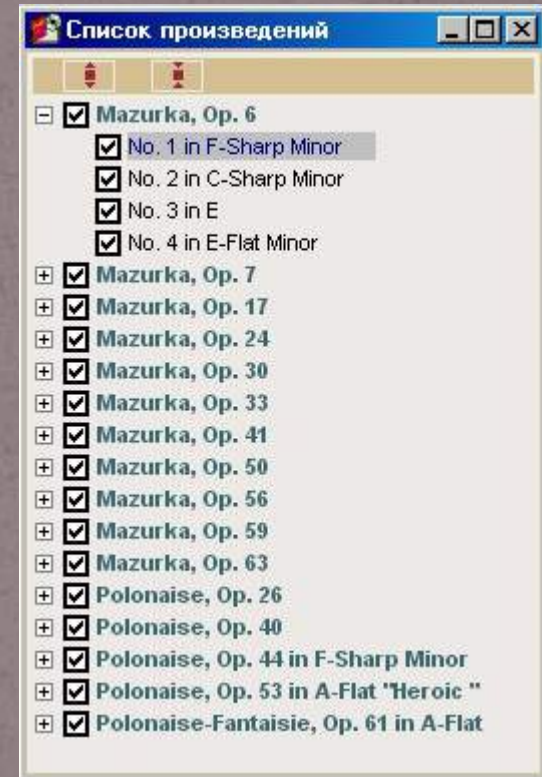 Список произведений
Mazurka, Op. 6
No. 1 in F-Sharp Minor
No. 2 in C-Sharp Minor
No. 3 in E
No. 4 in E-Flat Minor
Mazurka, Op. 7
Mazurka, Op. 17
Mazurka, Op. 24
Mazurka, Op. 30
Mazurka, Op. 33
Mazurka, Op. 41
Mazurka, Op. 50
Mazurka, Op. 56
Mazurka, Op. 59
Mazurka, Op. 63
Polonaise, Op. 26
Polonaise, Op. 40
Polonaise, Op. 44 in F-Sharp Minor
Polonaise, Op. 53 in A-Flat "Heroic "
Polonaise-Fantaisie, Op. 61 in A-Flat